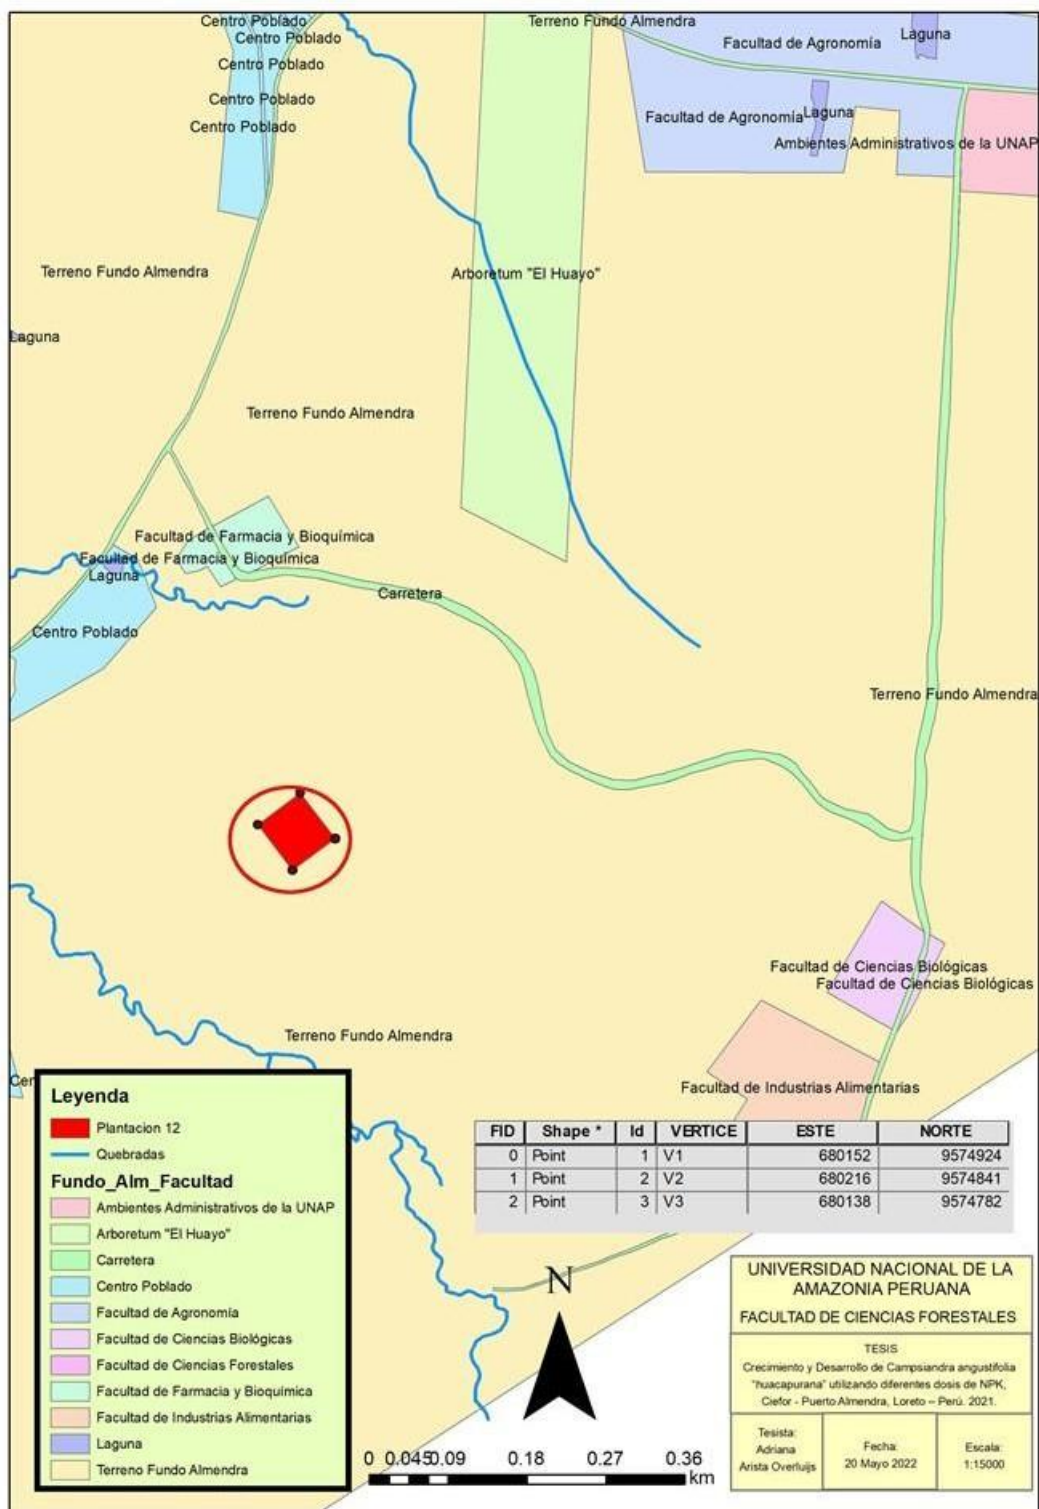 Centro Poblado
Terreno Fundo Almendra
Centro Poblado
Facultad de Agronomía
Laguna
Centro Poblado
Centro Poblado
Facultad de Agronomía
Laguna
Centro Poblado
Ambientes Administrativos de la UNAP
Terreno Fundo Almendra
Arboretum "El Huayo"
Laguna
Terreno Fundo Almendra
Facultad de Farmacia y Bioquímica
Facultad de Farmacia y Bioquímica
Laguna
Carretera
Centro Poblado
Terreno Fundo Almendra
Facultad de Ciencias Biológicas
Facultad de Ciencias Biológicas
Terreno Fundo Almendra
Cen
Facultad de Industrias Alimentarias
Leyenda
Plantacion 12
Quebradas
Fundo_Alm_Facultad
Ambientes Administrativos de la UNAP
Arboretum "El Huayo"
Carretera
Centro Poblado
Facultad de Agronomía
Facultad de Ciencias Biológicas
Facultad de Ciencias Forestales
Facultad de Farmacia y Bioquímica
Facultad de Industrias Alimentarias
Laguna
Terreno Fundo Almendra
FID Shape * Id VERTICE ESTE NORTE
0 Point 1 V1 680152 9574924
1 Point 2 V2 680216 9574841
2 Point 3 V3 680138 9574782
N
0 0.045 0.09 0.18 0.27 0.36
km
UNIVERSIDAD NACIONAL DE LA
AMAZONIA PERUANA
FACULTAD DE CIENCIAS FORESTALES
TESIS
Crecimiento y Desarrollo de Campsiandra angustifolia
"huacapurana" utilizando diferentes dosis de NPK,
Ciefor - Puerto Almendra, Loreto – Perú. 2021.
Tesista:
Adriana
Arista Overluijs
Fecha:
20 Mayo 2022
Escala:
1:15000